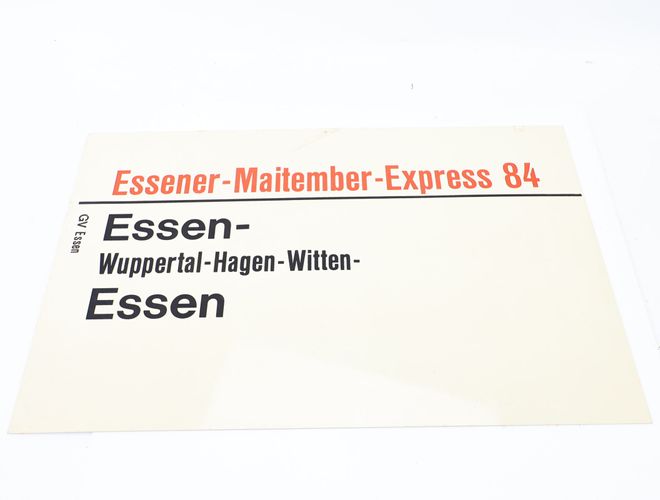 Essener-Maitember-Express 84
GV Essen
Essen-
Wuppertal-Hagen-Witten-
Essen